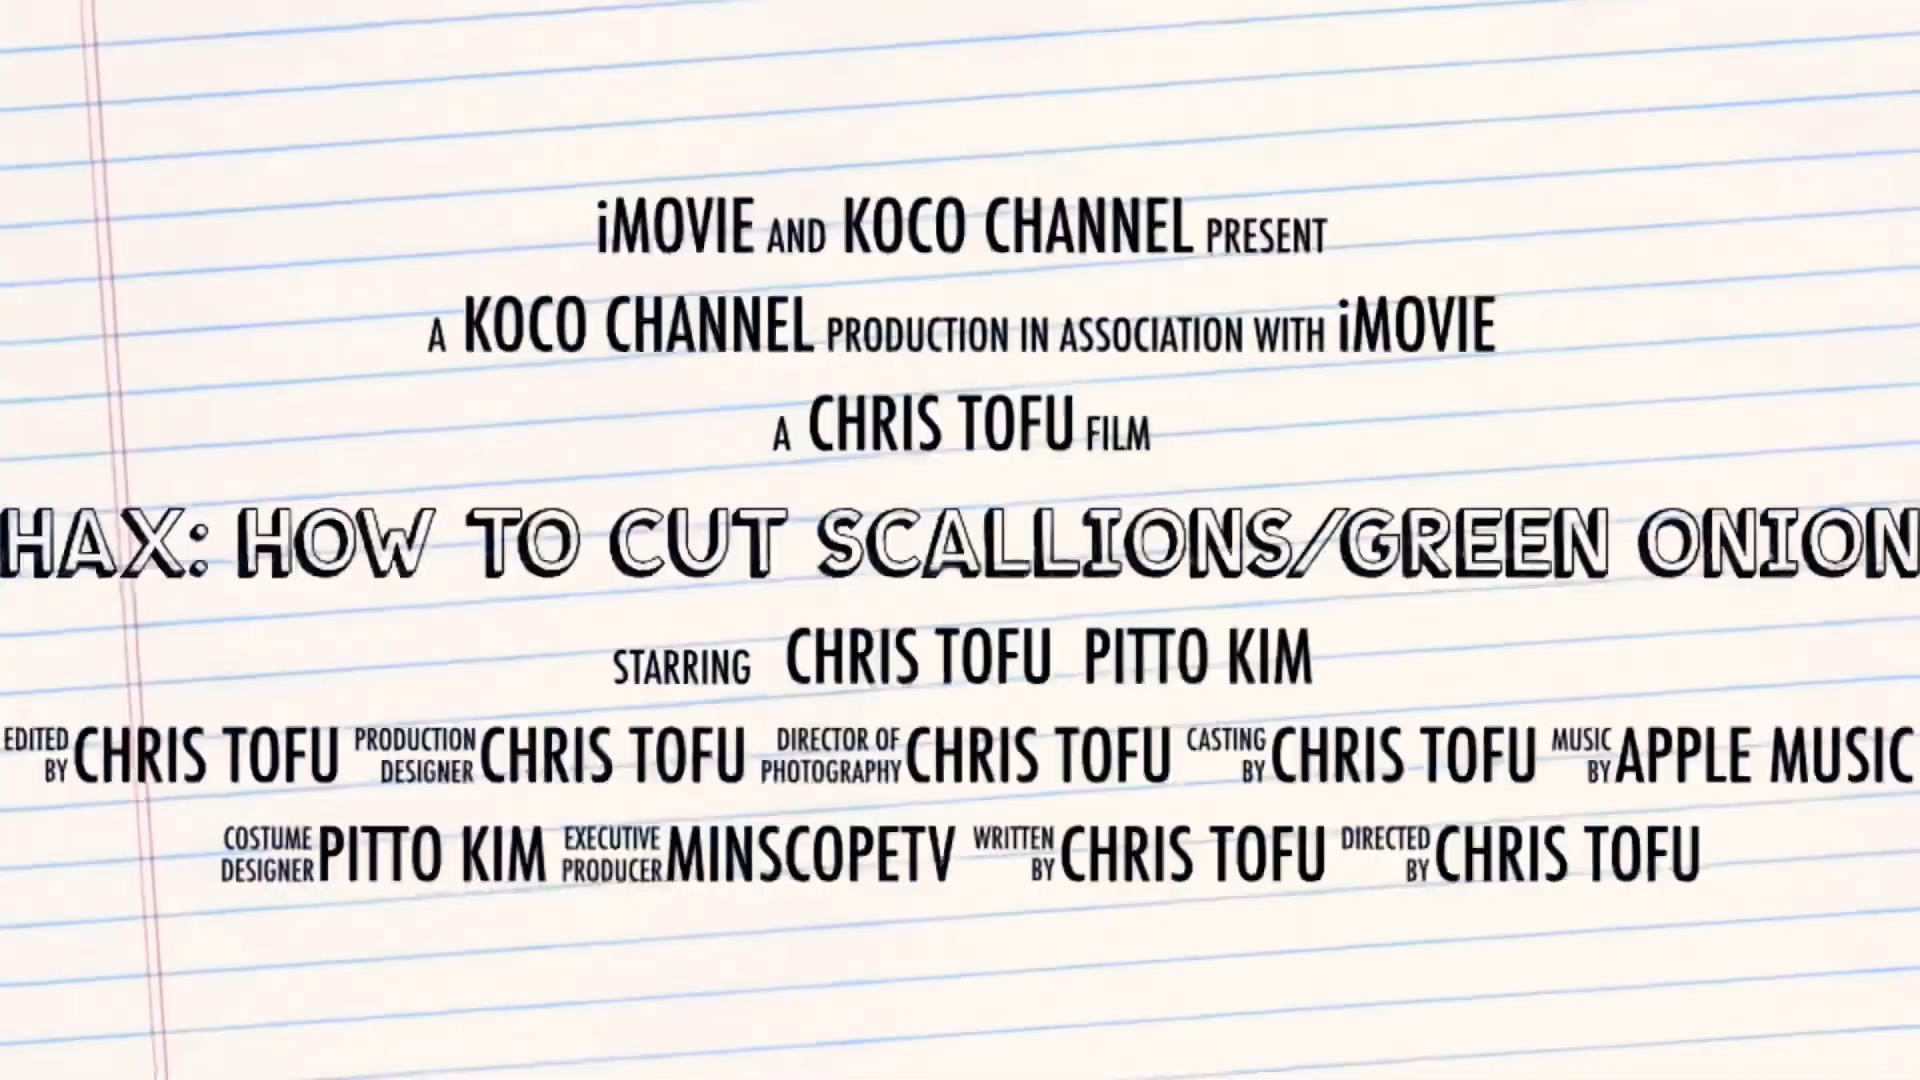 iMOVIE AND KOCO CHANNEL PRESENT
A KOCO CHANNEL PRODUCTION IN ASSOCIATION WITH iMOVIE
A CHRIS TOFU FILM
HAX: HOW TO CUT SCALLIONS/GREEN ONION
STARRING CHRIS TOFU PITTO KIM
EDITED BY CHRIS TOFU PRODUCTION DESIGNER CHRIS TOFU DIRECTOR OF PHOTOGRAPHY CHRIS TOFU CASTING BY CHRIS TOFU MUSIC BY APPLE MUSIC
COSTUME DESIGNER PITTO KIM EXECUTIVE PRODUCER MINSCOPETV WRITTEN BY CHRIS TOFU DIRECTED BY CHRIS TOFU